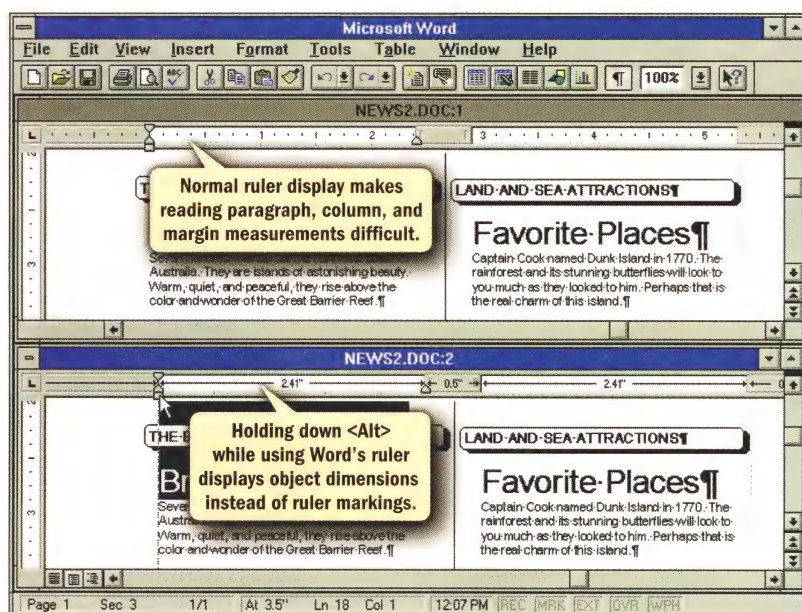 Microsoft Word
File Edit View Insert Format Tools Table Window Help
100%
NEWS2.DOC:1
1 2 3 4 5
Normal ruler display makes
reading paragraph, column, and
margin measurements difficult.
LAND·AND·SEA·ATTRACTIONS¶
Favorite·Places¶
Australia.·They·are·islands·of·astonishing·beauty.·
Warm,·quiet,·and·peaceful,·they·rise·above·the·
color·and·wonder·of·the·Great·Barrier·Reef.¶
Captain·Cook·named·Dunk·Island·in·1770.·The·
rainforest·and·its·stunning·butterflies·will·look·to·
you·much·as·they·looked·to·him.·Perhaps·that·is·
the·real·charm·of·this·island.¶
NEWS2.DOC:2
2.41" 0.5" 2.41"
Holding down <Alt>
while using Word's ruler
displays object dimensions
instead of ruler markings.
LAND·AND·SEA·ATTRACTIONS¶
Favorite·Places¶
Warm,·quiet,·and·peaceful,·they·rise·above·the·
color·and·wonder·of·the·Great·Barrier·Reef.¶
Captain·Cook·named·Dunk·Island·in·1770.·The·
rainforest·and·its·stunning·butterflies·will·look·to·
you·much·as·they·looked·to·him.·Perhaps·that·is·
the·real·charm·of·this·island.¶
Page 1 Sec 3 1/1 At 3.5" Ln 18 Col 1 12:07 PM REC MRK EXT OVR WPH